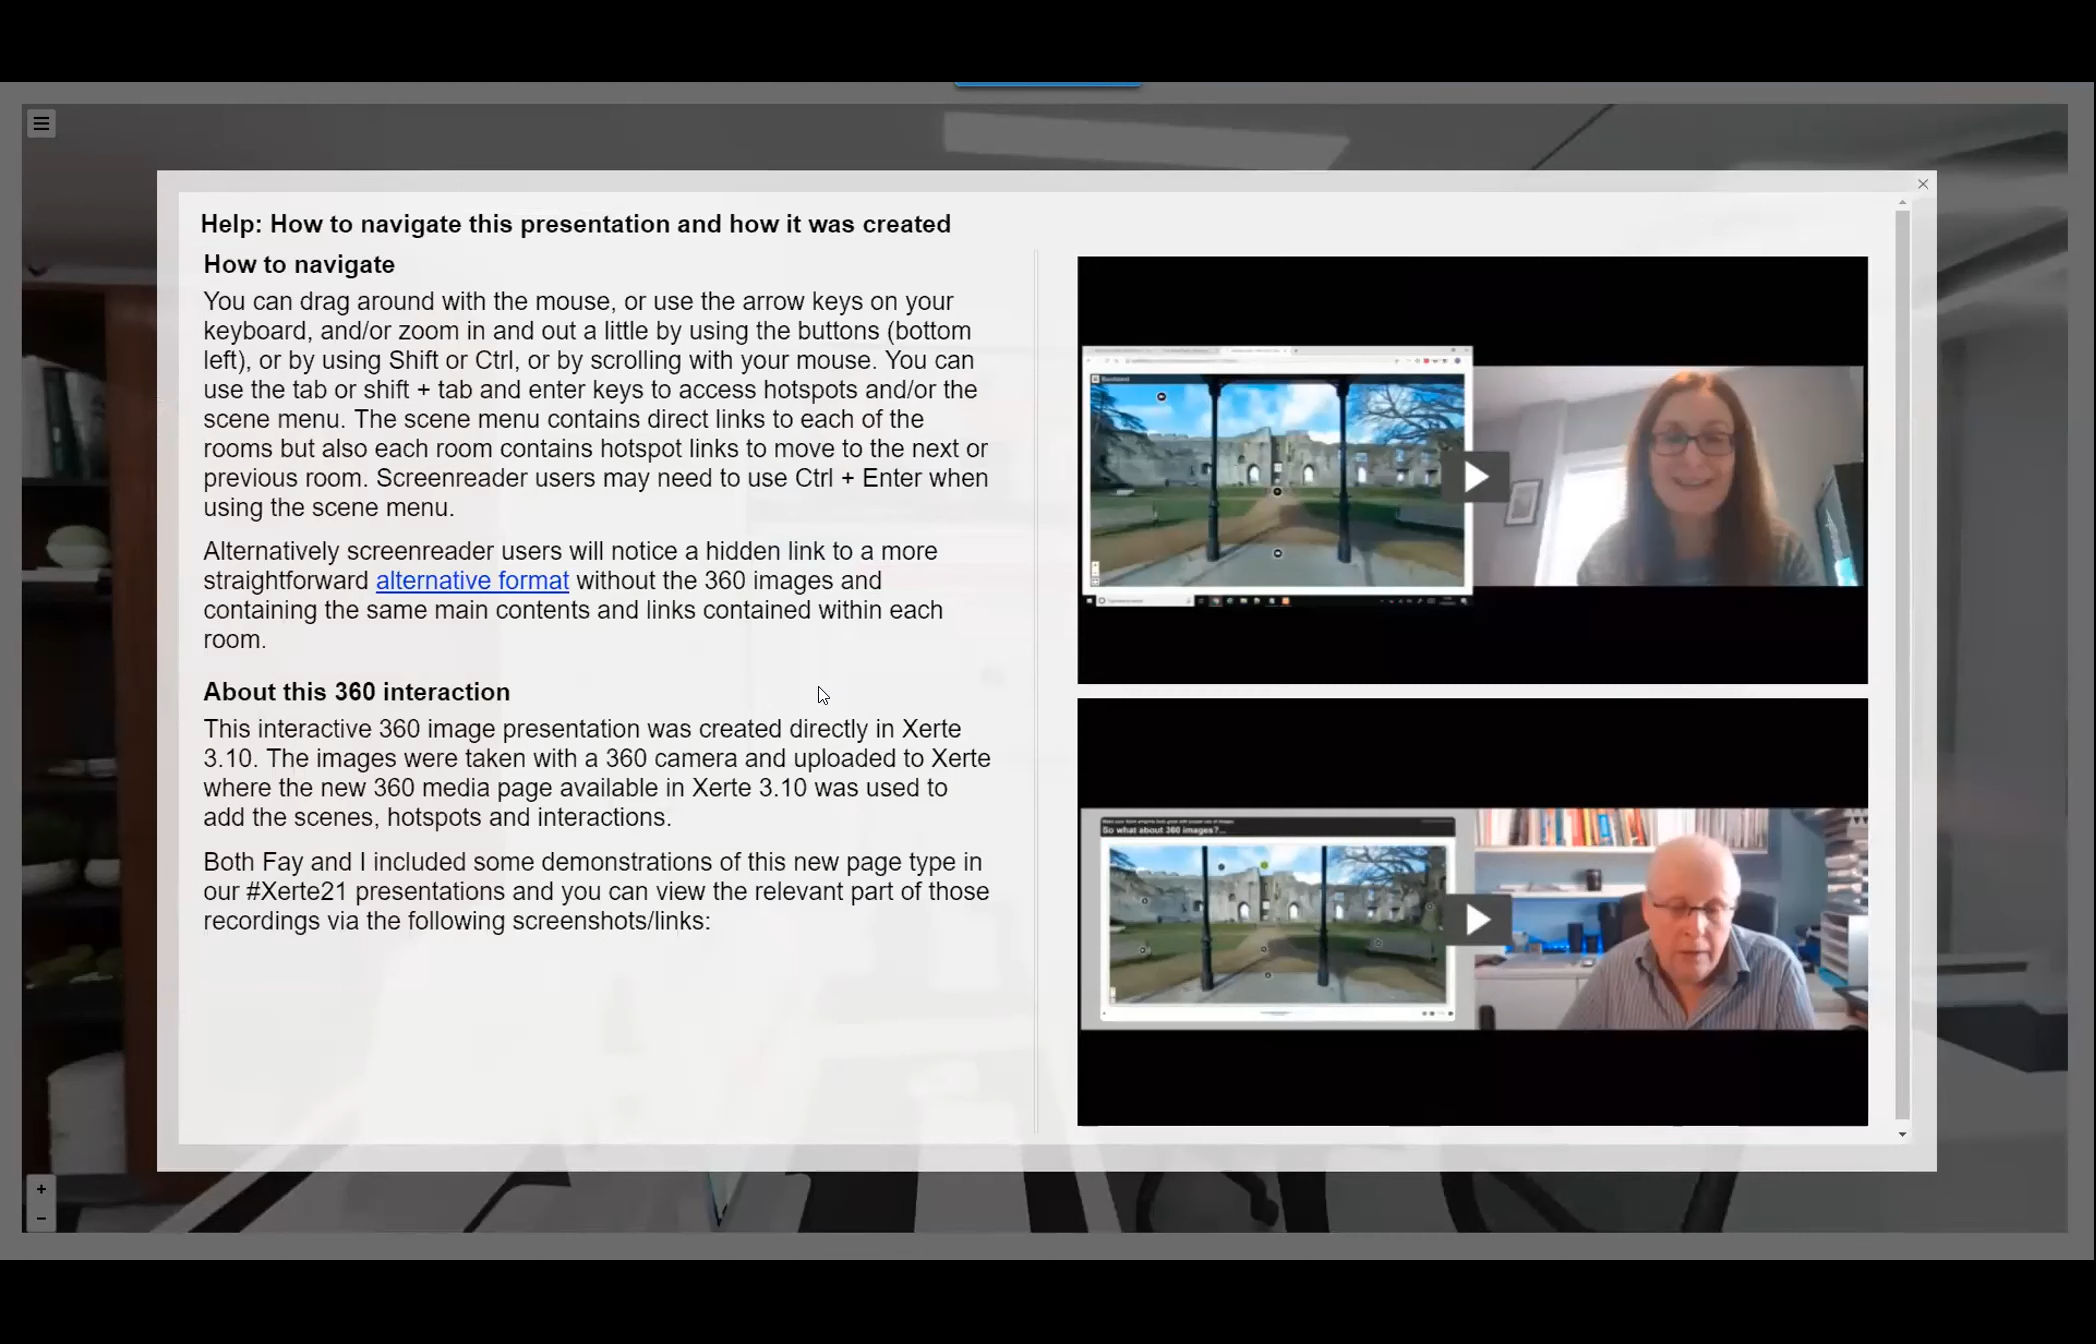 Help: How to navigate this presentation and how it was created
How to navigate
You can drag around with the mouse, or use the arrow keys on your
keyboard, and/or zoom in and out a little by using the buttons (bottom
left), or by using Shift or Ctrl, or by scrolling with your mouse. You can
use the tab or shift + tab and enter keys to access hotspots and/or the
scene menu. The scene menu contains direct links to each of the
rooms but also each room contains hotspot links to move to the next or
previous room. Screenreader users may need to use Ctrl + Enter when
using the scene menu.
Alternatively screenreader users will notice a hidden link to a more
straightforward alternative format without the 360 images and
containing the same main contents and links contained within each
room.
About this 360 interaction
This interactive 360 image presentation was created directly in Xerte
3.10. The images were taken with a 360 camera and uploaded to Xerte
where the new 360 media page available in Xerte 3.10 was used to
add the scenes, hotspots and interactions.
Both Fay and I included some demonstrations of this new page type in
our #Xerte21 presentations and you can view the relevant part of those
recordings via the following screenshots/links:
So what about 360 images?...